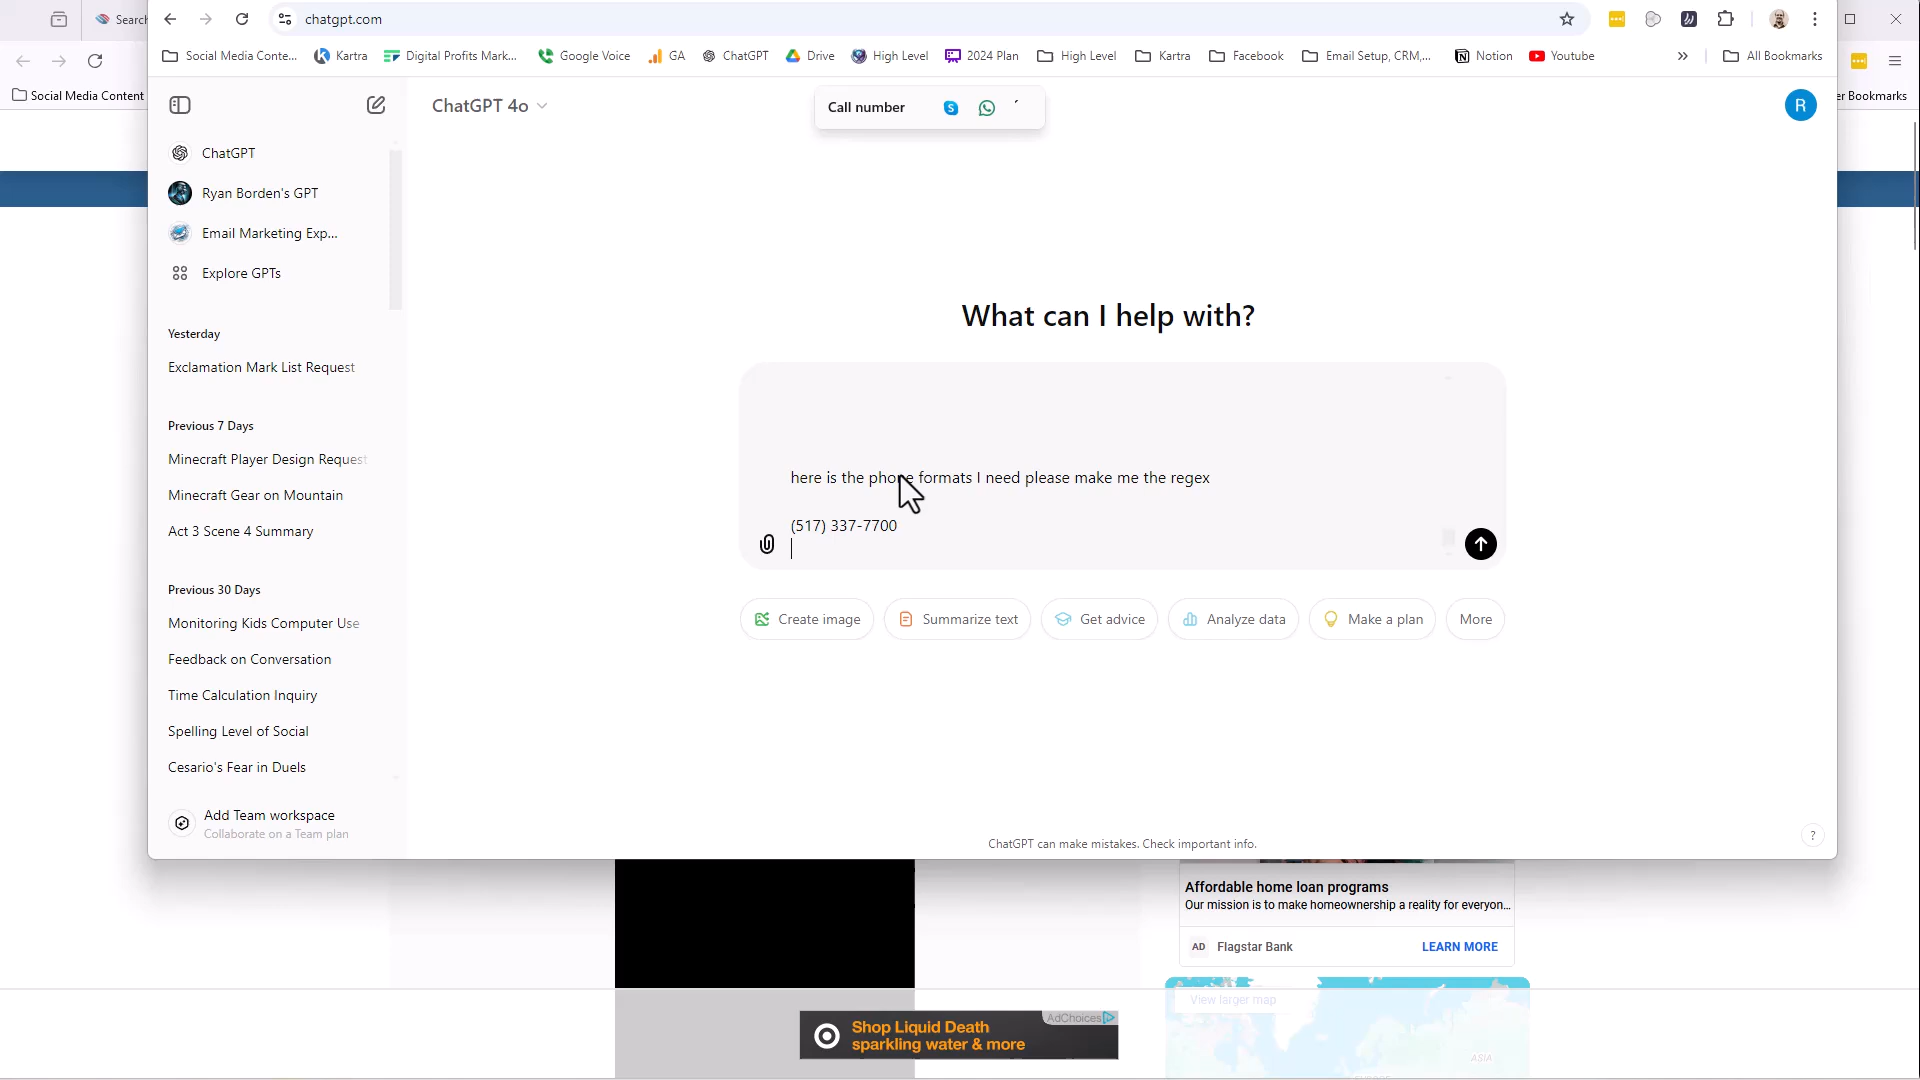 Search
chatgpt.com
Social Media Conte...
Kartra
Digital Profits Mark...
Google Voice
GA
ChatGPT
Drive
High Level
2024 Plan
High Level
Kartra
Facebook
Email Setup, CRM,...
Notion
Youtube
All Bookmarks
Social Media Content
er Bookmarks
ChatGPT 4o
Call number
R
ChatGPT
Ryan Borden's GPT
Email Marketing Exp...
Explore GPTs
Yesterday
Exclamation Mark List Request
Previous 7 Days
Minecraft Player Design Request
Minecraft Gear on Mountain
Act 3 Scene 4 Summary
Previous 30 Days
Monitoring Kids Computer Use
Feedback on Conversation
Time Calculation Inquiry
Spelling Level of Social
Cesario's Fear in Duels
Add Team workspace
Collaborate on a Team plan
What can I help with?
here is the phone formats I need please make me the regex
(517) 337-7700
Create image
Summarize text
Get advice
Analyze data
Make a plan
More
ChatGPT can make mistakes. Check important info.
?
Affordable home loan programs
Our mission is to make homeownership a reality for everyon...
AD
Flagstar Bank
LEARN MORE
View larger map
AdChoices
Shop Liquid Death
sparkling water & more
ASIA